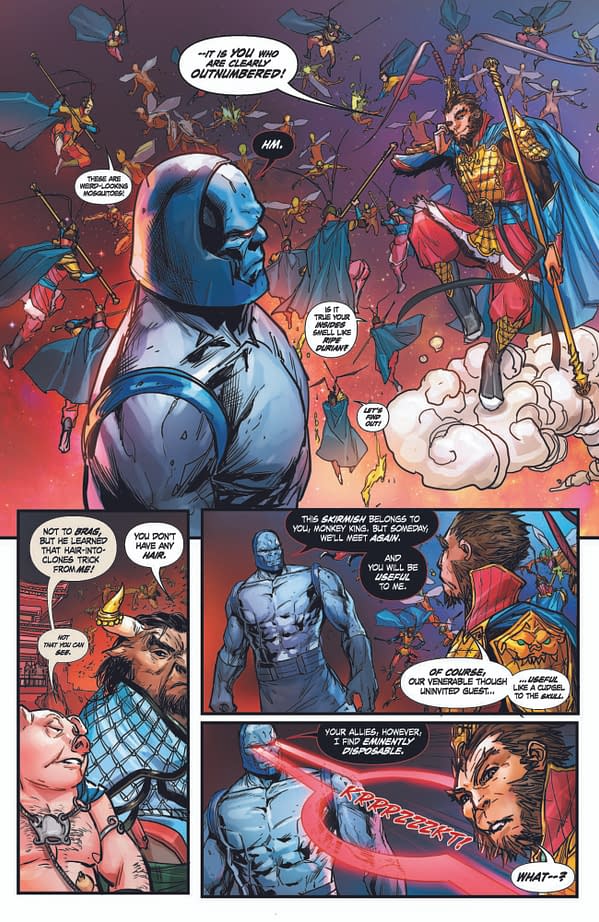 --IT IS YOU WHO
ARE CLEARLY
OUTNUMBERED!
HM.
THESE ARE
WEIRD-LOOKING
MOSQUITOES!
IS IT
TRUE YOUR
INSIDES
SMELL LIKE
RIPE
DURIAN?
LET'S
FIND
OUT!
NOT TO BRAG,
BUT HE LEARNED
THAT HAIR-INTO-
CLONES TRICK
FROM ME!
YOU DON'T
HAVE ANY
HAIR.
NOT
THAT YOU CAN
SEE.
THIS SKIRMISH BELONGS TO
YOU, MONKEY KING. BUT SOMEDAY,
WE'LL MEET AGAIN.
AND
YOU WILL BE
USEFUL
TO ME.
OF COURSE,
OUR VENERABLE THOUGH
UNINVITED GUEST...
...USEFUL
LIKE A CUDGEL
TO THE SKULL.
YOUR ALLIES, HOWEVER,
I FIND EMINENTLY
DISPOSABLE.
KRRRZZZKT!
WHAT--?